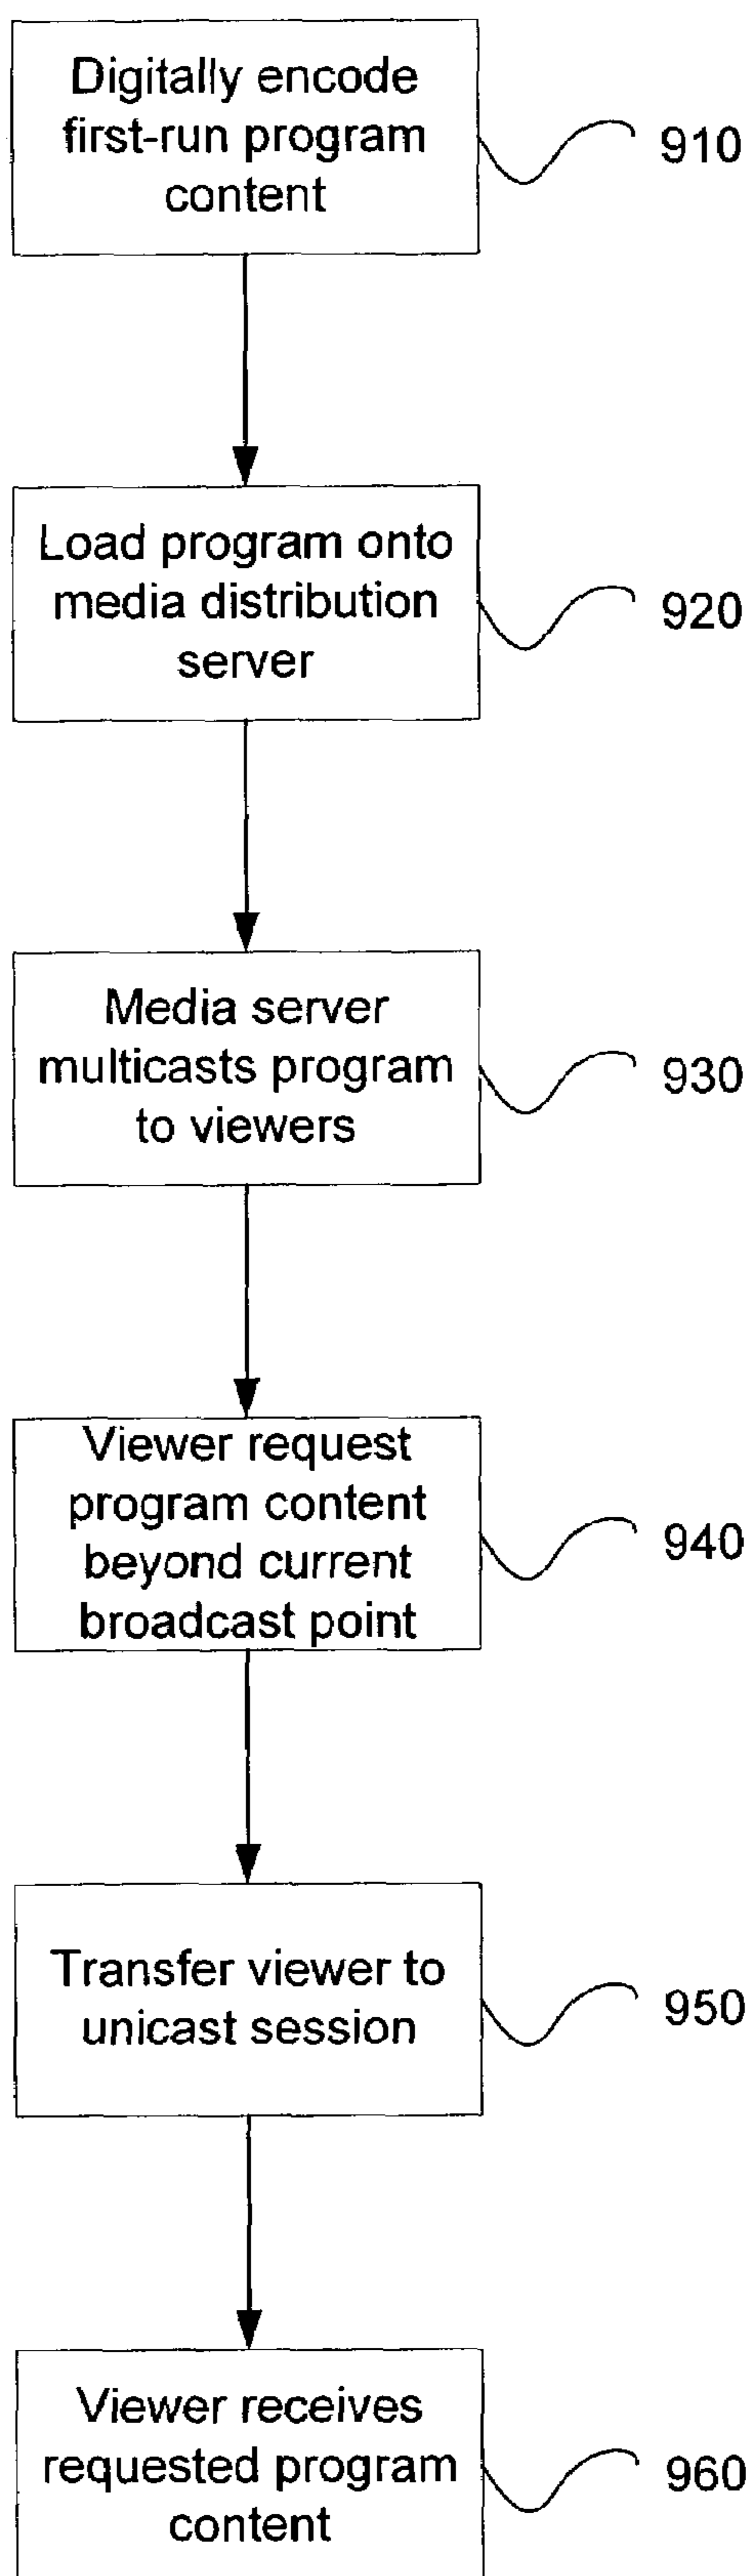 Digitally encode
first-run program
content
910
Load program onto
media distribution
server
920
Media server
multicasts program
to viewers
930
Viewer request
program content
beyond current
broadcast point
940
Transfer viewer to
unicast session
950
Viewer receives
requested program
content
960